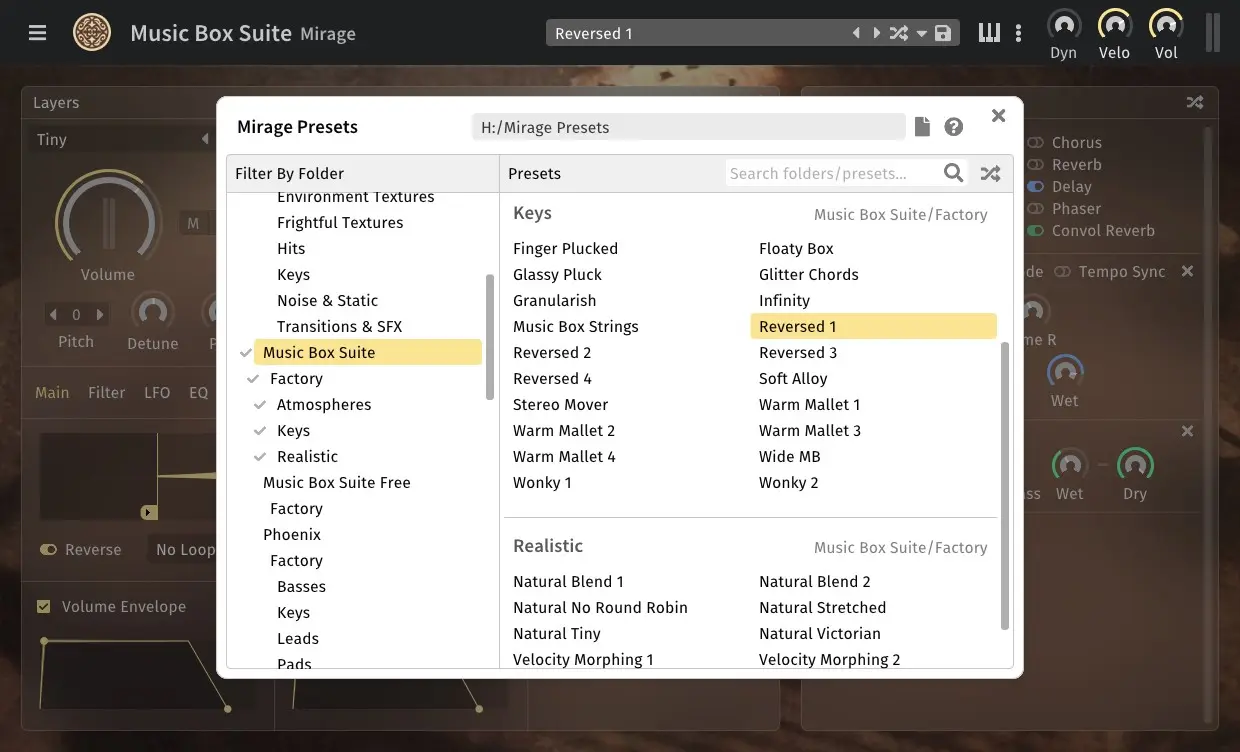 Music Box Suite Mirage
Reversed 1
Dyn Velo Vol
Layers
Tiny
M
Volume
0
Pitch Detune P
Main Filter LFO EQ
Reverse No Loop
Volume Envelope
Mirage Presets
H:/Mirage Presets
Filter By Folder
Environment Textures
Frightful Textures
Hits
Keys
Noise & Static
Transitions & SFX
Music Box Suite
Factory
Atmospheres
Keys
Realistic
Music Box Suite Free
Factory
Phoenix
Factory
Basses
Keys
Leads
Pads
Presets
Search folders/presets...
Keys Music Box Suite/Factory
Finger Plucked Floaty Box
Glassy Pluck Glitter Chords
Granularish Infinity
Music Box Strings Reversed 1
Reversed 2 Reversed 3
Reversed 4 Soft Alloy
Stereo Mover Warm Mallet 1
Warm Mallet 2 Warm Mallet 3
Warm Mallet 4 Wide MB
Wonky 1 Wonky 2
Realistic Music Box Suite/Factory
Natural Blend 1 Natural Blend 2
Natural No Round Robin Natural Stretched
Natural Tiny Natural Victorian
Velocity Morphing 1 Velocity Morphing 2
Chorus
Reverb
Delay
Phaser
Convol Reverb
de Tempo Sync
me R
Wet
ss Wet Dry